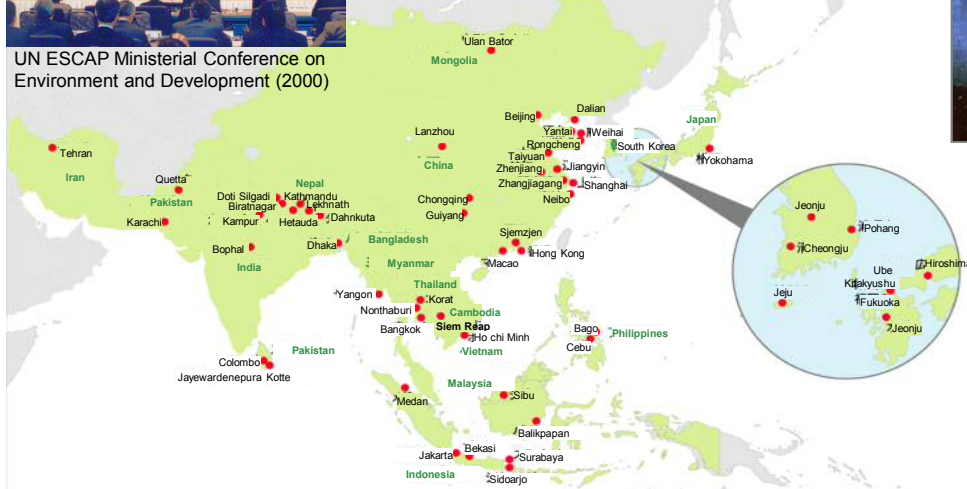 UN ESCAP Ministerial Conference on
Environment and Development (2000)
Ulan Bator
Mongolia
Beijing
Dalian
Japan
Lanzhou
Yantai
Weihai
Rongcheng
South Korea
Yokohama
Tehran
Taiyuan
China
Zhenjiang
Jiangyin
Iran
Quetta
Nepal
Zhangjiagang
Shanghai
Pakistan
Doti Silgadi
Kathmandu
Chongqing
Neibo
Biratnagar
Lekhnath
Karachi
Kampur
Hetauda
Dahnkuta
Guiyang
Jeonju
Pohang
Bophal
Dhaka
Bangladesh
Sjemzjen
Cheongju
India
Myanmar
Macao
Hong Kong
Ube
Hiroshima
Thailand
Kitakyushu
Yangon
Korat
Jeju
Fukuoka
Nonthaburi
Cambodia
Bangkok
Siem Reap
Bago
Philippines
Jeonju
Ho chi Minh
Cebu
Pakistan
Vietnam
Colombo
Jayewardenepura Kotte
Malaysia
Medan
Sibu
Balikpapan
Jakarta
Bekasi
Surabaya
Indonesia
Sidoarjo